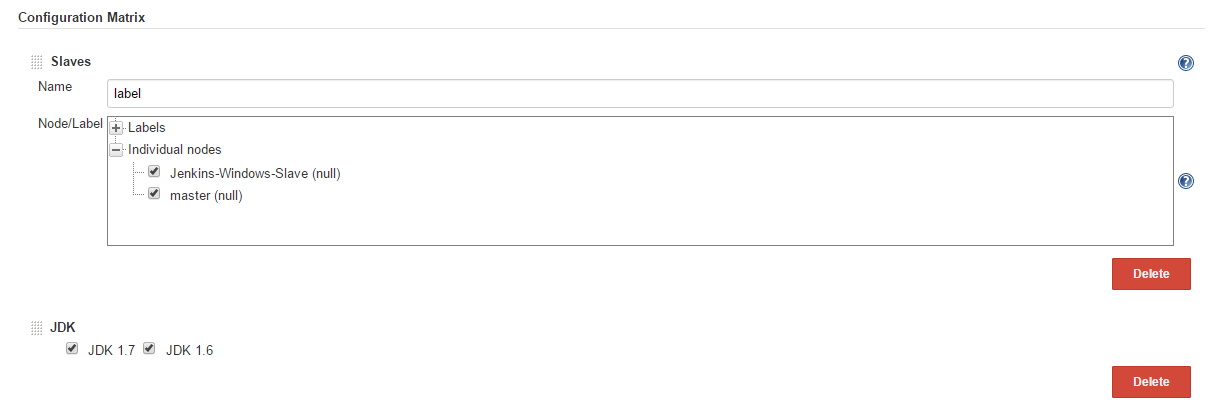 Configuration Matrix
Slaves
?
Name
label
Node/Label
Labels
Individual nodes
Jenkins-Windows-Slave (null)
master (null)
?
Delete
JDK
JDK 1.7 JDK 1.6
Delete